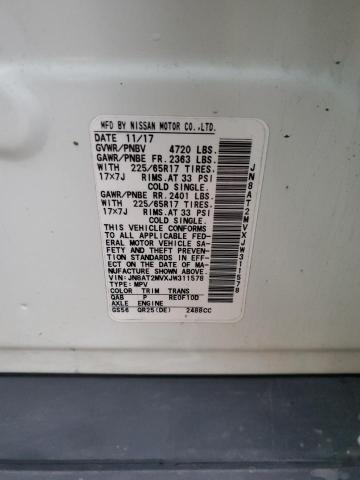 MFD BY NISSAN MOTOR CO.,LTD.
DATE 11/17
GVWR/PNBV 4720 LBS.
GAWR/PNBE FR. 2363 LBS.
WITH 225/65R17 TIRES,
17×7J RIMS, AT 33 PSI
COLD SINGLE.
GAWR/PNBE RR. 2401 LBS.
WITH 225/65R17 TIRES,
17×7J RIMS, AT 33 PSI
COLD SINGLE.
THIS VEHICLE CONFORMS
TO ALL APPLICABLE FED-
ERAL MOTOR VEHICLE SA-
FETY AND THEFT PREVEN-
TION STANDARDS IN EFF-
ECT ON THE DATE OF MA-
NUFACTURE SHOWN ABOVE.
VIN : JN8AT2MVXJW311578
TYPE: MPV
COLOR TRIM TRANS
QAB P RE0F10D
AXLE ENGINE
GS56 QR25(DE) 2488CC
JN8AT2MVXJW311578